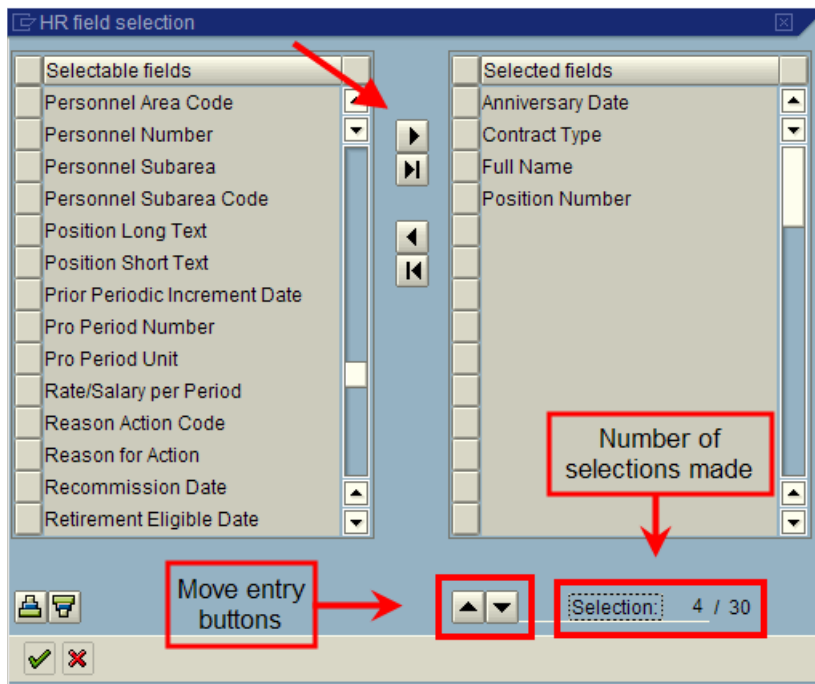 HR field selection
Selectable fields
Personnel Area Code
Personnel Number
Personnel Subarea
Personnel Subarea Code
Position Long Text
Position Short Text
Prior Periodic Increment Date
Pro Period Number
Pro Period Unit
Rate/Salary per Period
Reason Action Code
Reason for Action
Recommission Date
Retirement Eligible Date
Selected fields
Anniversary Date
Contract Type
Full Name
Position Number
Number of
selections made
Move entry
buttons
Selection: 4 / 30